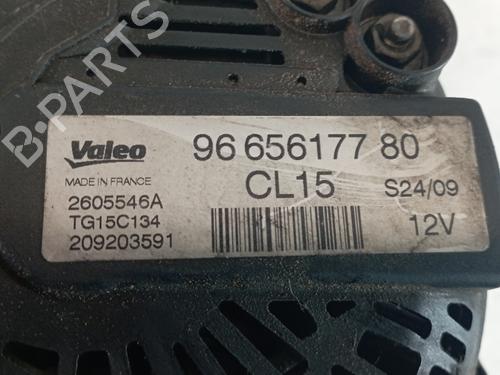 B-PARTS
Valeo
96 656177 80
MADE IN FRANCE
CL15
S24/09
2605546A
TG15C134
12V
209203591